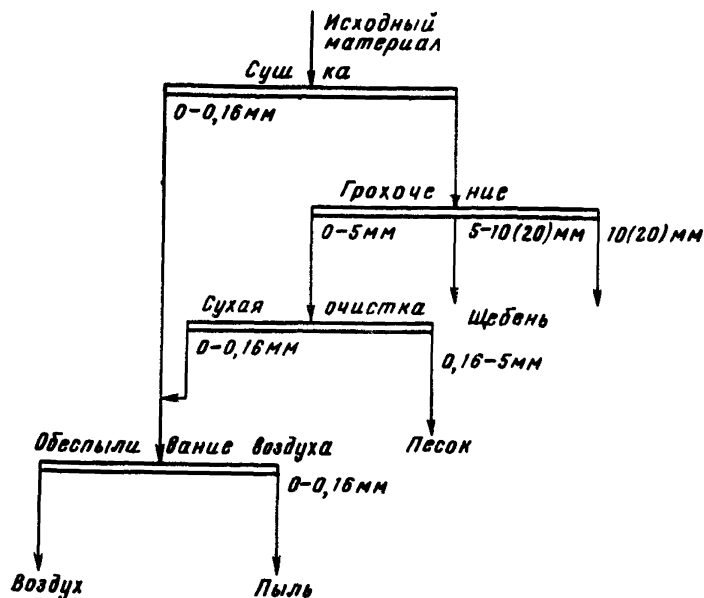 Исходный
материал
Сушка
0-0,16мм
Грохочение
0-5мм
5-10(20)мм
10(20)мм
Щебень
Сухая очистка
0-0,16мм
0,16-5мм
Песок
Обеспыливание воздуха
0-0,16мм
Воздух
Пыль